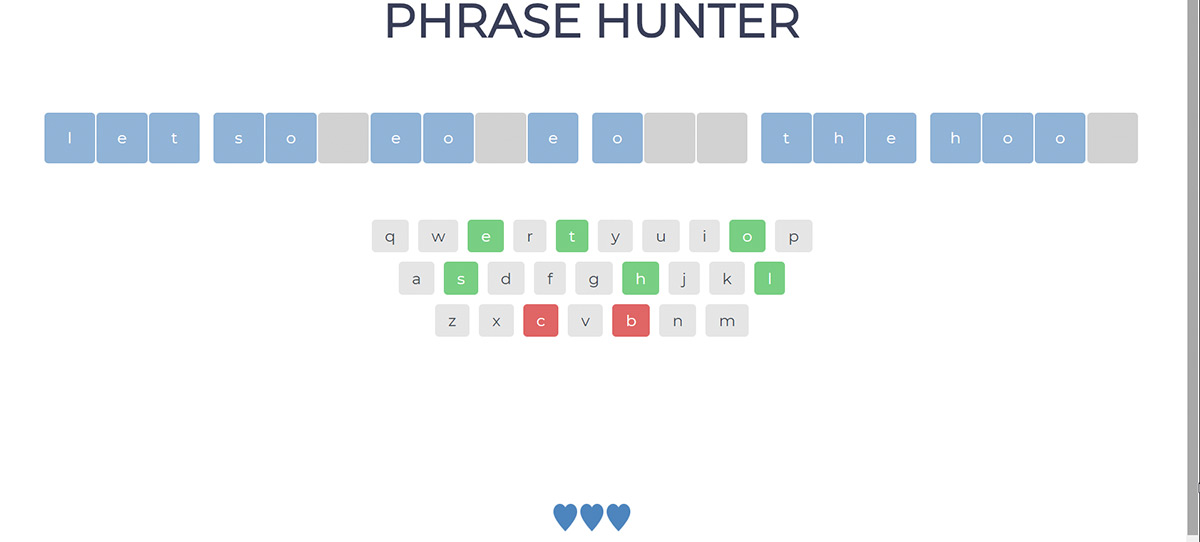 PHRASE HUNTER
l e t s o e o e o t h e h o o
q w e r t y u i o p
a s d f g h j k l
z x c v b n m